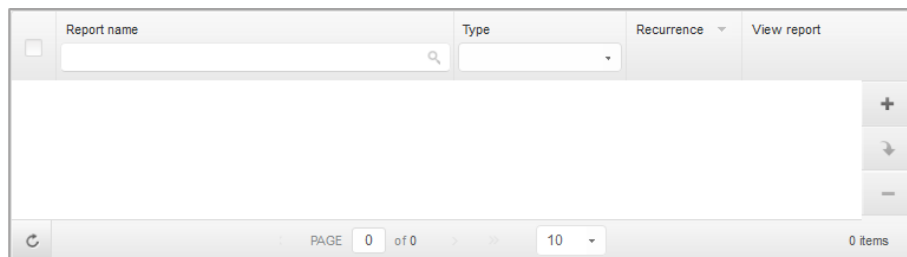 Report name Type Recurrence View report
PAGE 0 of 0 10 0 items